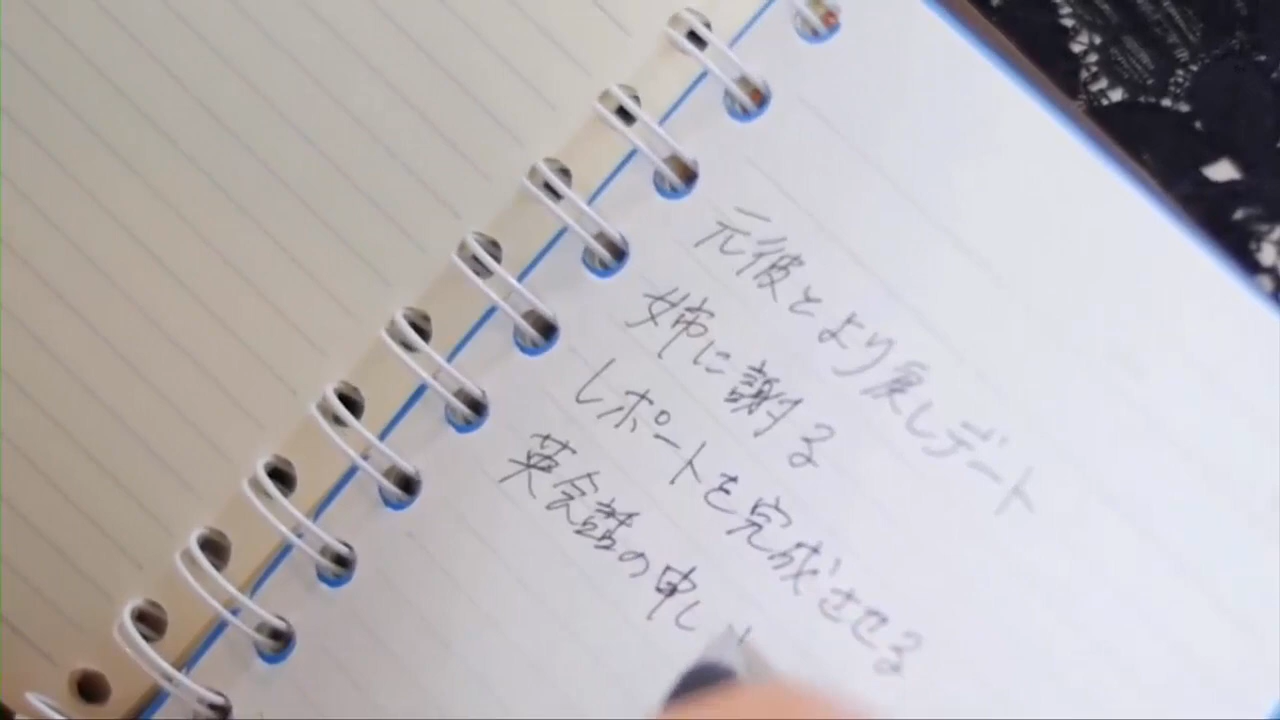 元彼とより戻しデート
姉に謝る
レポートを完成させる
英会話の申し